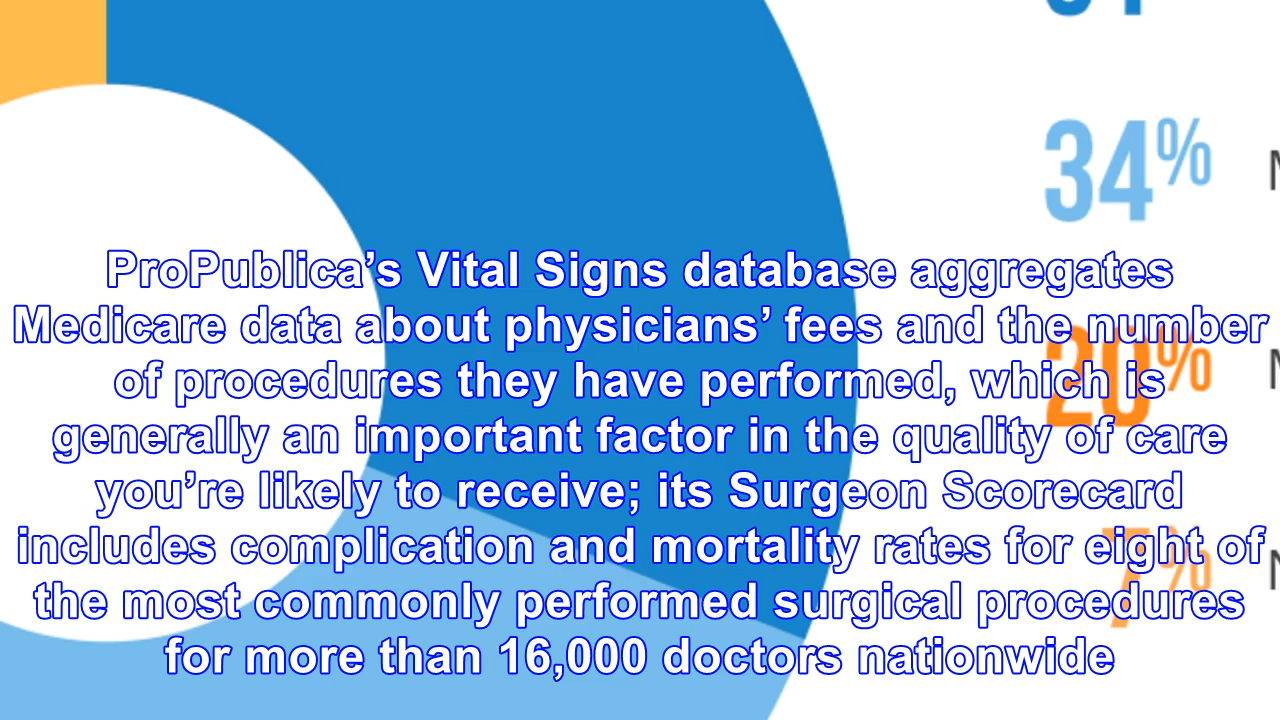 34%
ProPublica’s Vital Signs database aggregates
Medicare data about physicians’ fees and the number
of procedures they have performed, which is
20%
generally an important factor in the quality of care
you’re likely to receive; its Surgeon Scorecard
includes complication and mortality rates for eight of
7%
the most commonly performed surgical procedures
for more than 16,000 doctors nationwide